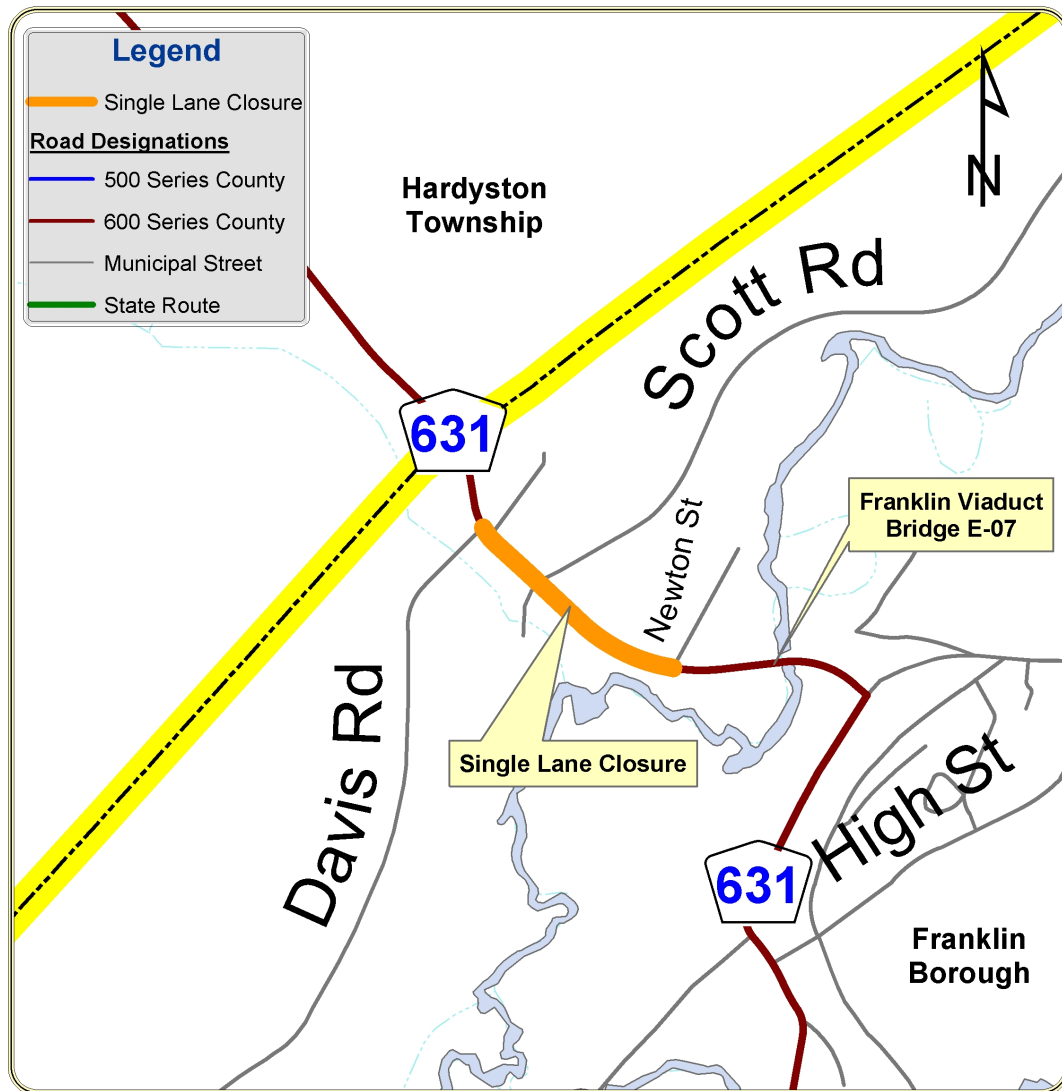 Legend
Single Lane Closure
Road Designations
500 Series County
600 Series County
Municipal Street
State Route
Hardyston
Township
N
Scott Rd
631
Franklin Viaduct
Bridge E-07
Newton St
Davis Rd
Single Lane Closure
High St
631
Franklin
Borough